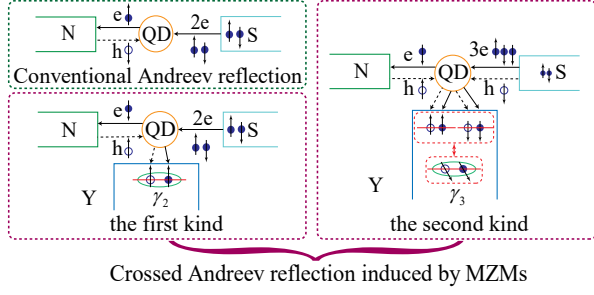 N e QD 2e S
h
Conventional Andreev reflection
N e QD 2e S
h
Y γ₂
the first kind
N e QD 3e S
h h
Y γ₃
the second kind
Crossed Andreev reflection induced by MZMs